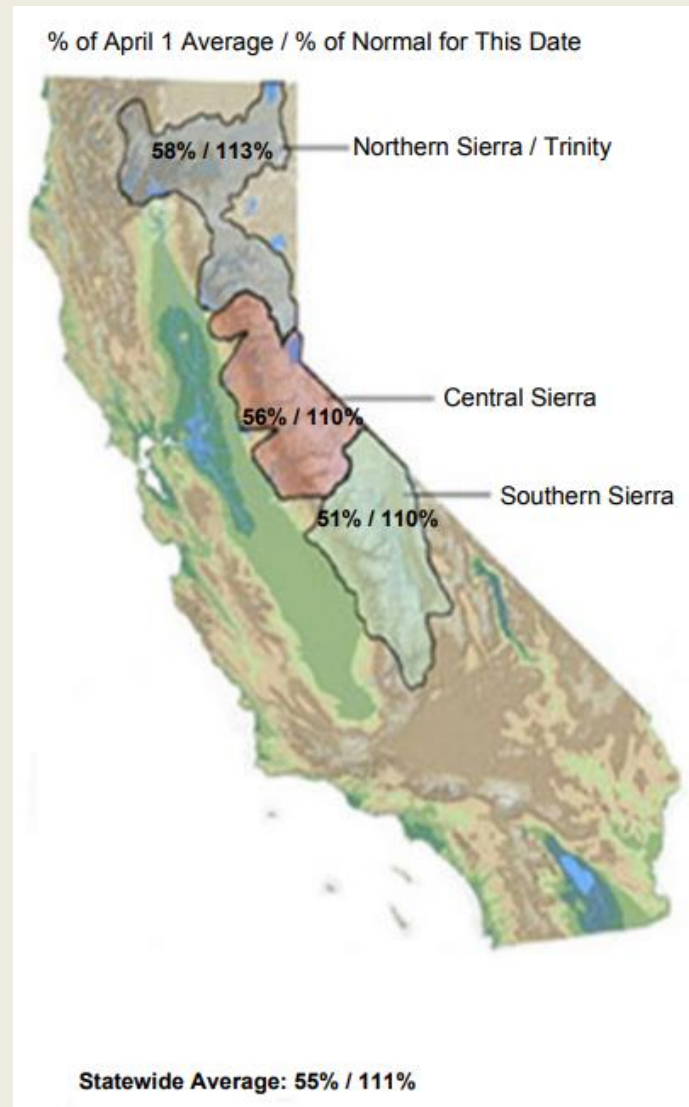 % of April 1 Average / % of Normal for This Date
58% / 113%
Northern Sierra / Trinity
Central Sierra
56% / 110%
Southern Sierra
51% / 110%
Statewide Average: 55% / 111%